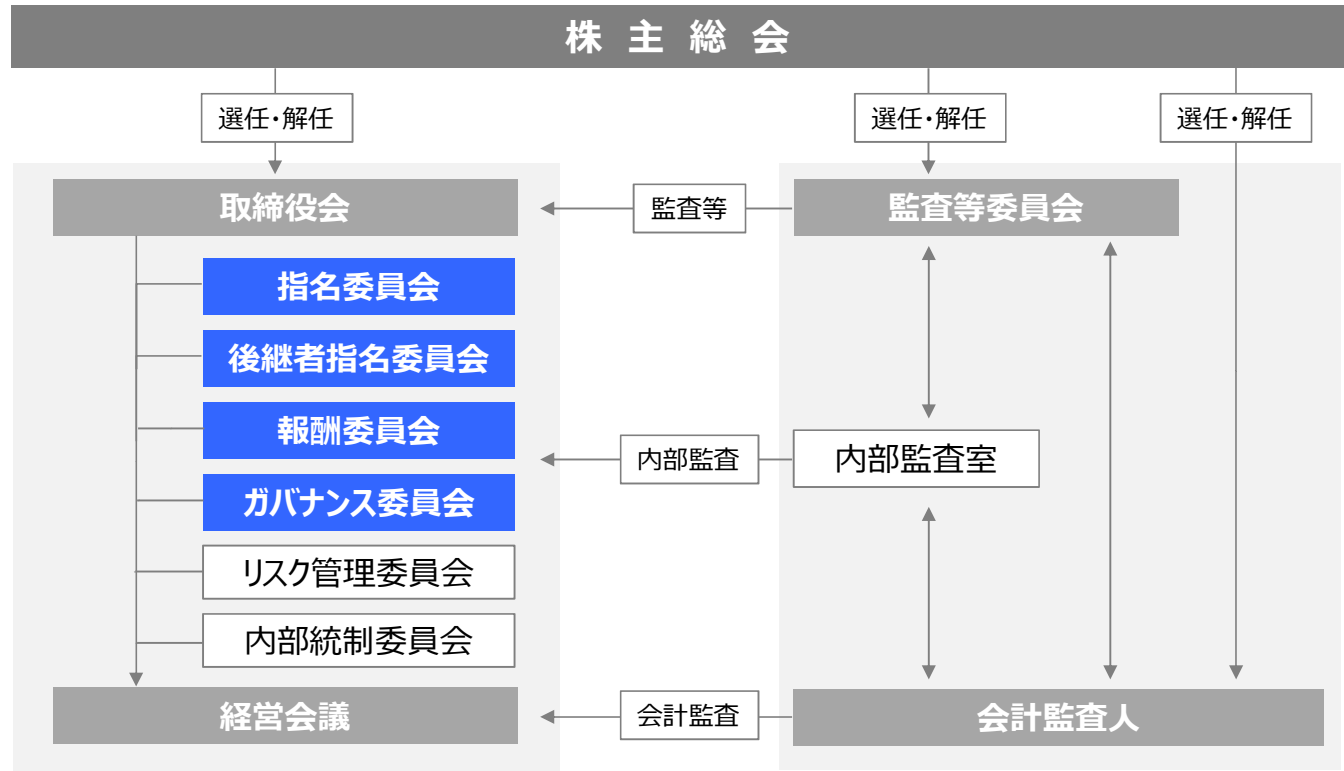 株 主 総 会
選任・解任
選任・解任
選任・解任
取締役会
監査等
監査等委員会
指名委員会
後継者指名委員会
報酬委員会
内部監査
内部監査室
ガバナンス委員会
リスク管理委員会
内部統制委員会
経営会議
会計監査
会計監査人